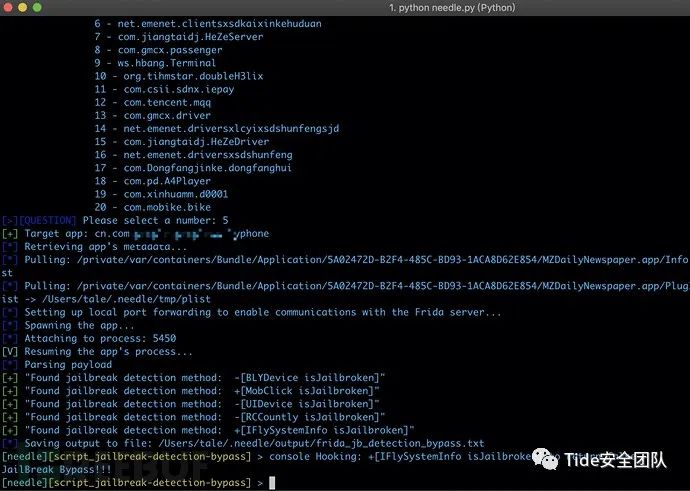 1. python needle.py (Python)
6 - net.emenet.clientsxsdkaixinkehuduan
7 - com.jiangtaidj.HeZeServer
8 - com.gmcx.passenger
9 - ws.hbang.Terminal
10 - org.tihmstar.doubleH3lix
11 - com.csii.sdnx.iepay
12 - com.tencent.mqq
13 - com.gmcx.driver
14 - net.emenet.driversxlcyixsdshunfengsjd
15 - com.jiangtaidj.HeZeDriver
16 - net.emenet.driversxsdshunfeng
17 - com.Dongfangjinke.dongfanghui
18 - com.pd.A4Player
19 - com.xinhuamm.d0001
20 - com.mobike.bike
[>][QUESTION] Please select a number: 5
[+] Target app: cn.com yphone
[*] Retrieving app's metadata...
[*] Pulling: /private/var/containers/Bundle/Application/5A02472D-B2F4-485C-BD93-1ACA8D62E854/MZDailyNewspaper.app/Info
st
[*] Pulling: /private/var/containers/Bundle/Application/5A02472D-B2F4-485C-BD93-1ACA8D62E854/MZDailyNewspaper.app/Plug
ist -> /Users/tale/.needle/tmp/plist
[*] Setting up local port forwarding to enable communications with the Frida server...
[*] Spawning the app...
[*] Attaching to process: 5450
[V] Resuming the app's process...
[*] Parsing payload
[+] "Found jailbreak detection method:  -[BLYDevice isJailbroken]"
[+] "Found jailbreak detection method:  +[MobClick isJailbroken]"
[+] "Found jailbreak detection method:  -[UIDevice isJailbroken]"
[+] "Found jailbreak detection method:  -[RCCountly isJailbroken]"
[+] "Found jailbreak detection method:  +[IFlySystemInfo isJailbroken]"
[*] Saving output to file: /Users/tale/.needle/output/frida_jb_detection_bypass.txt
[needle][script_jailbreak-detection-bypass] > console Hooking: +[IFlySystemInfo isJailbroke
JailBreak Bypass!!!
[needle][script_jailbreak-detection-bypass] >
Tide安全团队